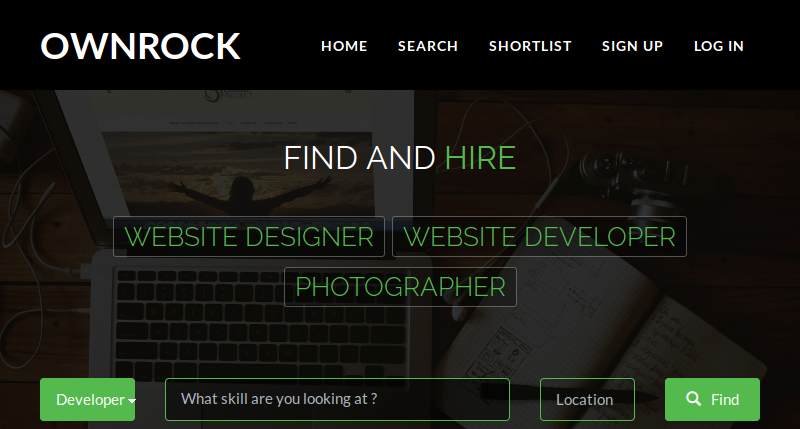 OWNROCK
HOME SEARCH SHORTLIST SIGN UP LOG IN
FIND AND HIRE
WEBSITE DESIGNER WEBSITE DEVELOPER
PHOTOGRAPHER
Developer What skill are you looking at ? Location Find